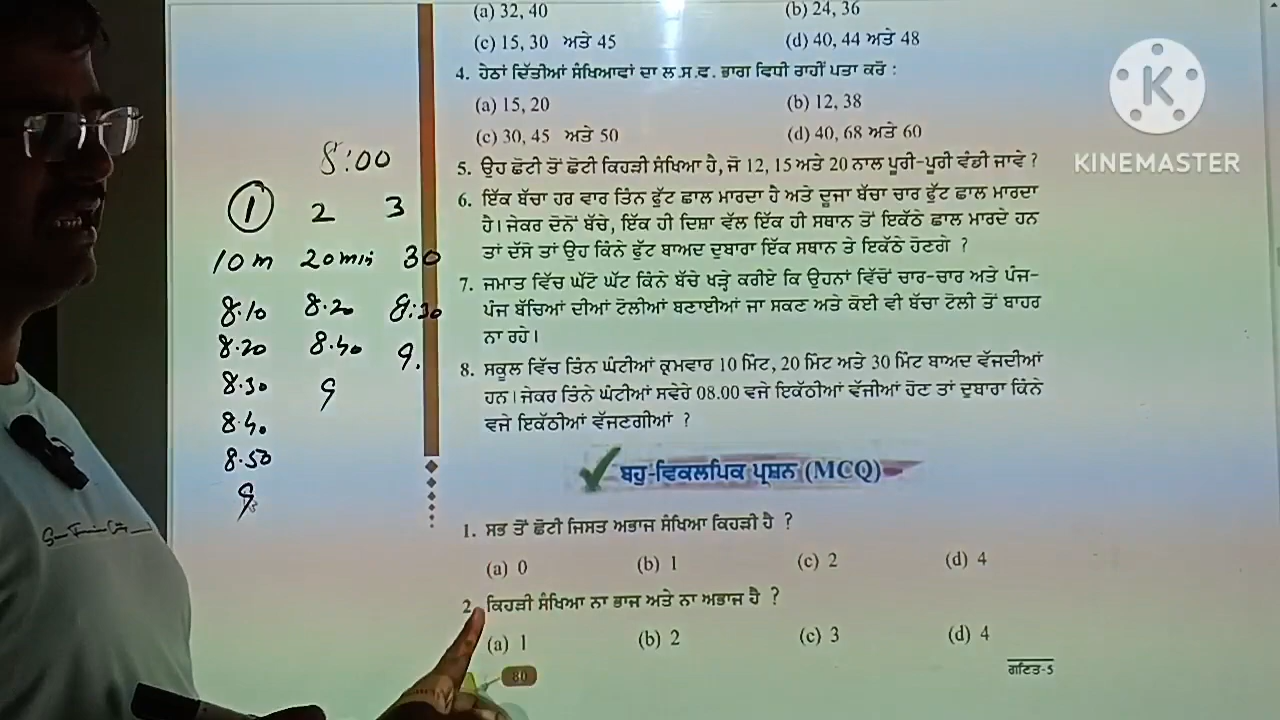 (a) 32, 40 (b) 24, 36
(c) 15, 30 ਅਤੇ 45 (d) 40, 44 ਅਤੇ 48
4. ਹੇਠਾਂ ਦਿੱਤੀਆਂ ਸੰਖਿਆਵਾਂ ਦਾ ਲ.ਸ.ਵ. ਭਾਗ ਵਿਧੀ ਰਾਹੀਂ ਪਤਾ ਕਰੋ :
(a) 15, 20 (b) 12, 38
(c) 30, 45 ਅਤੇ 50 (d) 40, 68 ਅਤੇ 60
5. ਉਹ ਛੋਟੀ ਤੋਂ ਛੋਟੀ ਕਿਹੜੀ ਸੰਖਿਆ ਹੈ, ਜੋ 12, 15 ਅਤੇ 20 ਨਾਲ ਪੂਰੀ-ਪੂਰੀ ਵੰਡੀ ਜਾਵੇ ?
6. ਇੱਕ ਬੱਚਾ ਹਰ ਵਾਰ ਤਿੰਨ ਫੁੱਟ ਛਾਲ ਮਾਰਦਾ ਹੈ ਅਤੇ ਦੂਜਾ ਬੱਚਾ ਚਾਰ ਫੁੱਟ ਛਾਲ ਮਾਰਦਾ
ਹੈ। ਜੇਕਰ ਦੋਨੋਂ ਬੱਚੇ, ਇੱਕ ਹੀ ਦਿਸ਼ਾ ਵੱਲ ਇੱਕ ਹੀ ਸਥਾਨ ਤੋਂ ਇਕੱਠੇ ਛਾਲ ਮਾਰਦੇ ਹਨ
ਤਾਂ ਦੱਸੋ ਤਾਂ ਉਹ ਕਿੰਨੇ ਫੁੱਟ ਬਾਅਦ ਦੁਬਾਰਾ ਇੱਕ ਸਥਾਨ ਤੇ ਇਕੱਠੇ ਹੋਣਗੇ ?
7. ਜਮਾਤ ਵਿੱਚ ਘੱਟੋ ਘੱਟ ਕਿੰਨੇ ਬੱਚੇ ਖੜ੍ਹੇ ਕਰੀਏ ਕਿ ਉਹਨਾਂ ਵਿੱਚੋਂ ਚਾਰ-ਚਾਰ ਅਤੇ ਪੰਜ-
ਪੰਜ ਬੱਚਿਆਂ ਦੀਆਂ ਟੋਲੀਆਂ ਬਣਾਈਆਂ ਜਾ ਸਕਣ ਅਤੇ ਕੋਈ ਵੀ ਬੱਚਾ ਟੋਲੀ ਤੋਂ ਬਾਹਰ
ਨਾ ਰਹੇ।
8. ਸਕੂਲ ਵਿੱਚ ਤਿੰਨ ਘੰਟੀਆਂ ਕ੍ਰਮਵਾਰ 10 ਮਿੰਟ, 20 ਮਿੰਟ ਅਤੇ 30 ਮਿੰਟ ਬਾਅਦ ਵੱਜਦੀਆਂ
ਹਨ। ਜੇਕਰ ਤਿੰਨੇ ਘੰਟੀਆਂ ਸਵੇਰੇ 08.00 ਵਜੇ ਇਕੱਠੀਆਂ ਵੱਜੀਆਂ ਹੋਣ ਤਾਂ ਦੁਬਾਰਾ ਕਿੰਨੇ
ਵਜੇ ਇਕੱਠੀਆਂ ਵੱਜਣਗੀਆਂ ?
ਬਹੁ-ਵਿਕਲਪਿਕ ਪ੍ਰਸ਼ਨ (MCQ)
1. ਸਭ ਤੋਂ ਛੋਟੀ ਜਿਸਤ ਅਭਾਜ ਸੰਖਿਆ ਕਿਹੜੀ ਹੈ ?
(a) 0 (b) 1 (c) 2 (d) 4
2. ਕਿਹੜੀ ਸੰਖਿਆ ਨਾ ਭਾਜ ਅਤੇ ਨਾ ਅਭਾਜ ਹੈ ?
(a) 1 (b) 2 (c) 3 (d) 4
80
ਗਣਿਤ-5
8:00
1 2 3
10 m 20 min 30
8.10 8.20 8:30
8.20 8.40 9.
8.30 9
8.40
8.50
9
K
KINEMASTER